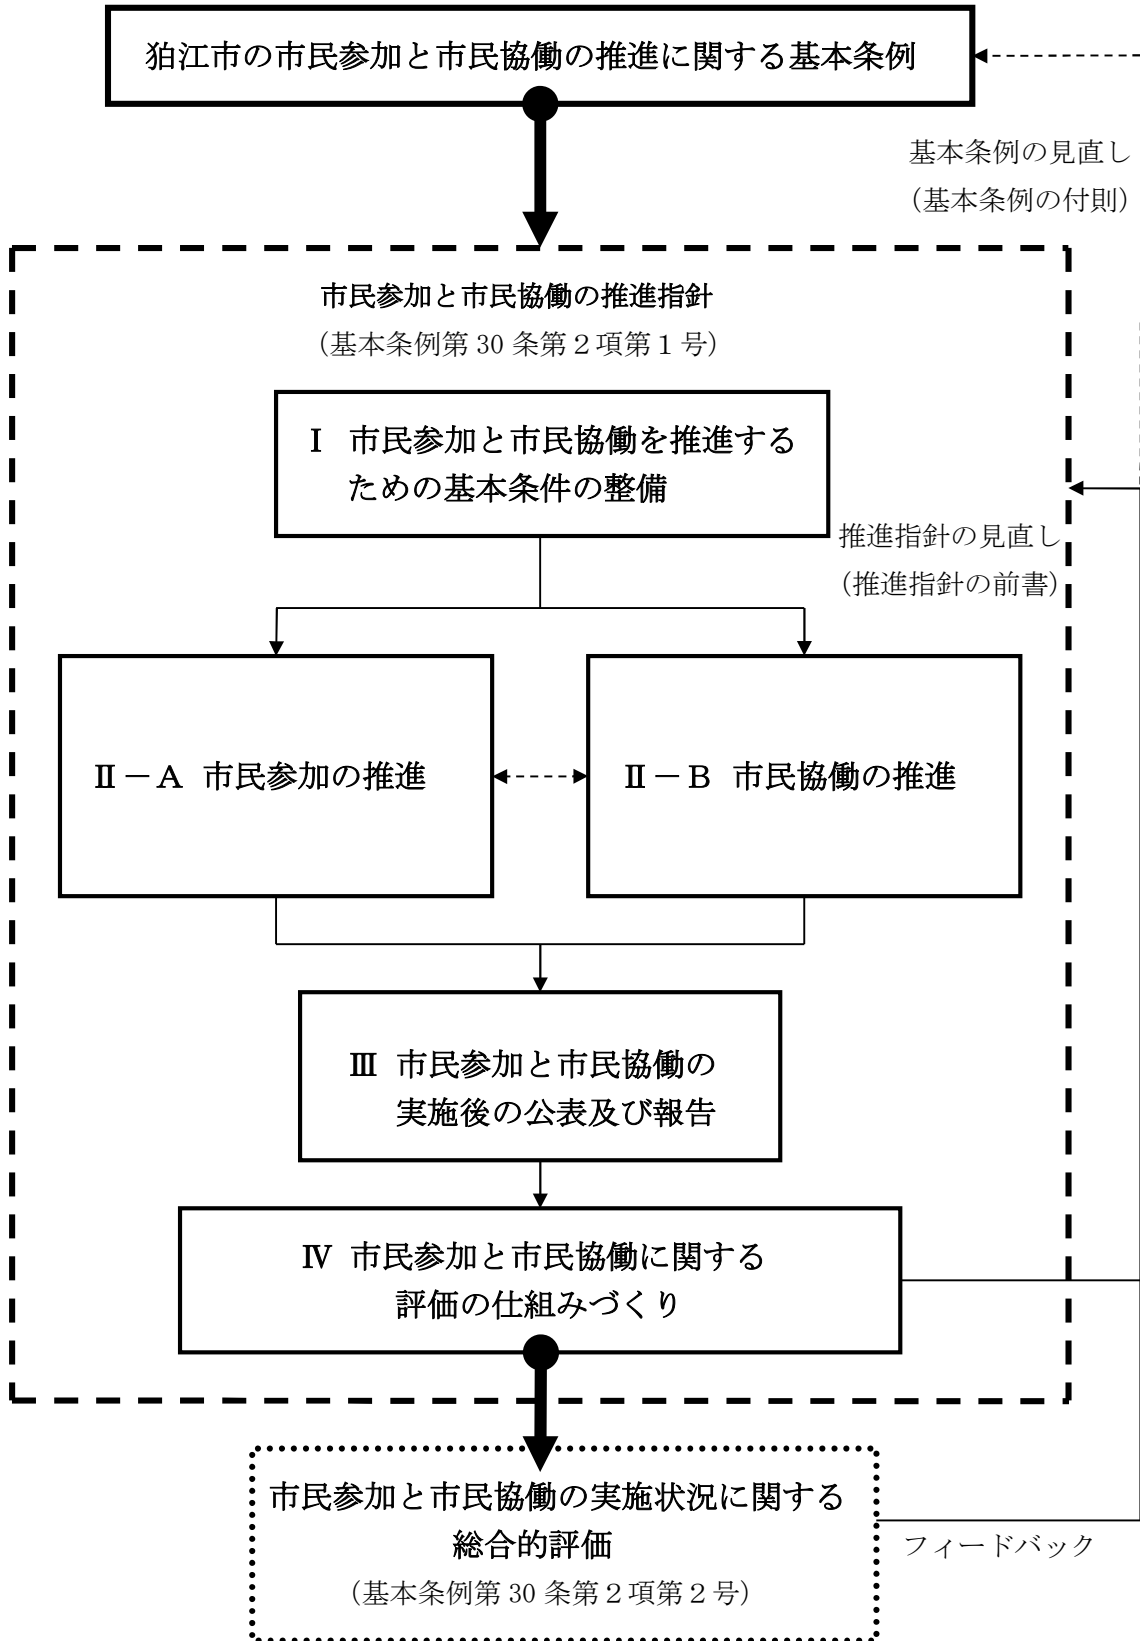 狛江市の市民参加と市民協働の推進に関する基本条例
基本条例の見直し
（基本条例の付則）
市民参加と市民協働の推進指針
（基本条例第 30 条第２項第１号）
Ⅰ 市民参加と市民協働を推進する
ための基本条件の整備
推進指針の見直し
（推進指針の前書）
Ⅱ－Ａ 市民参加の推進
Ⅱ－Ｂ 市民協働の推進
Ⅲ 市民参加と市民協働の
実施後の公表及び報告
Ⅳ 市民参加と市民協働に関する
評価の仕組みづくり
市民参加と市民協働の実施状況に関する
総合的評価
（基本条例第 30 条第２項第２号）
フィードバック